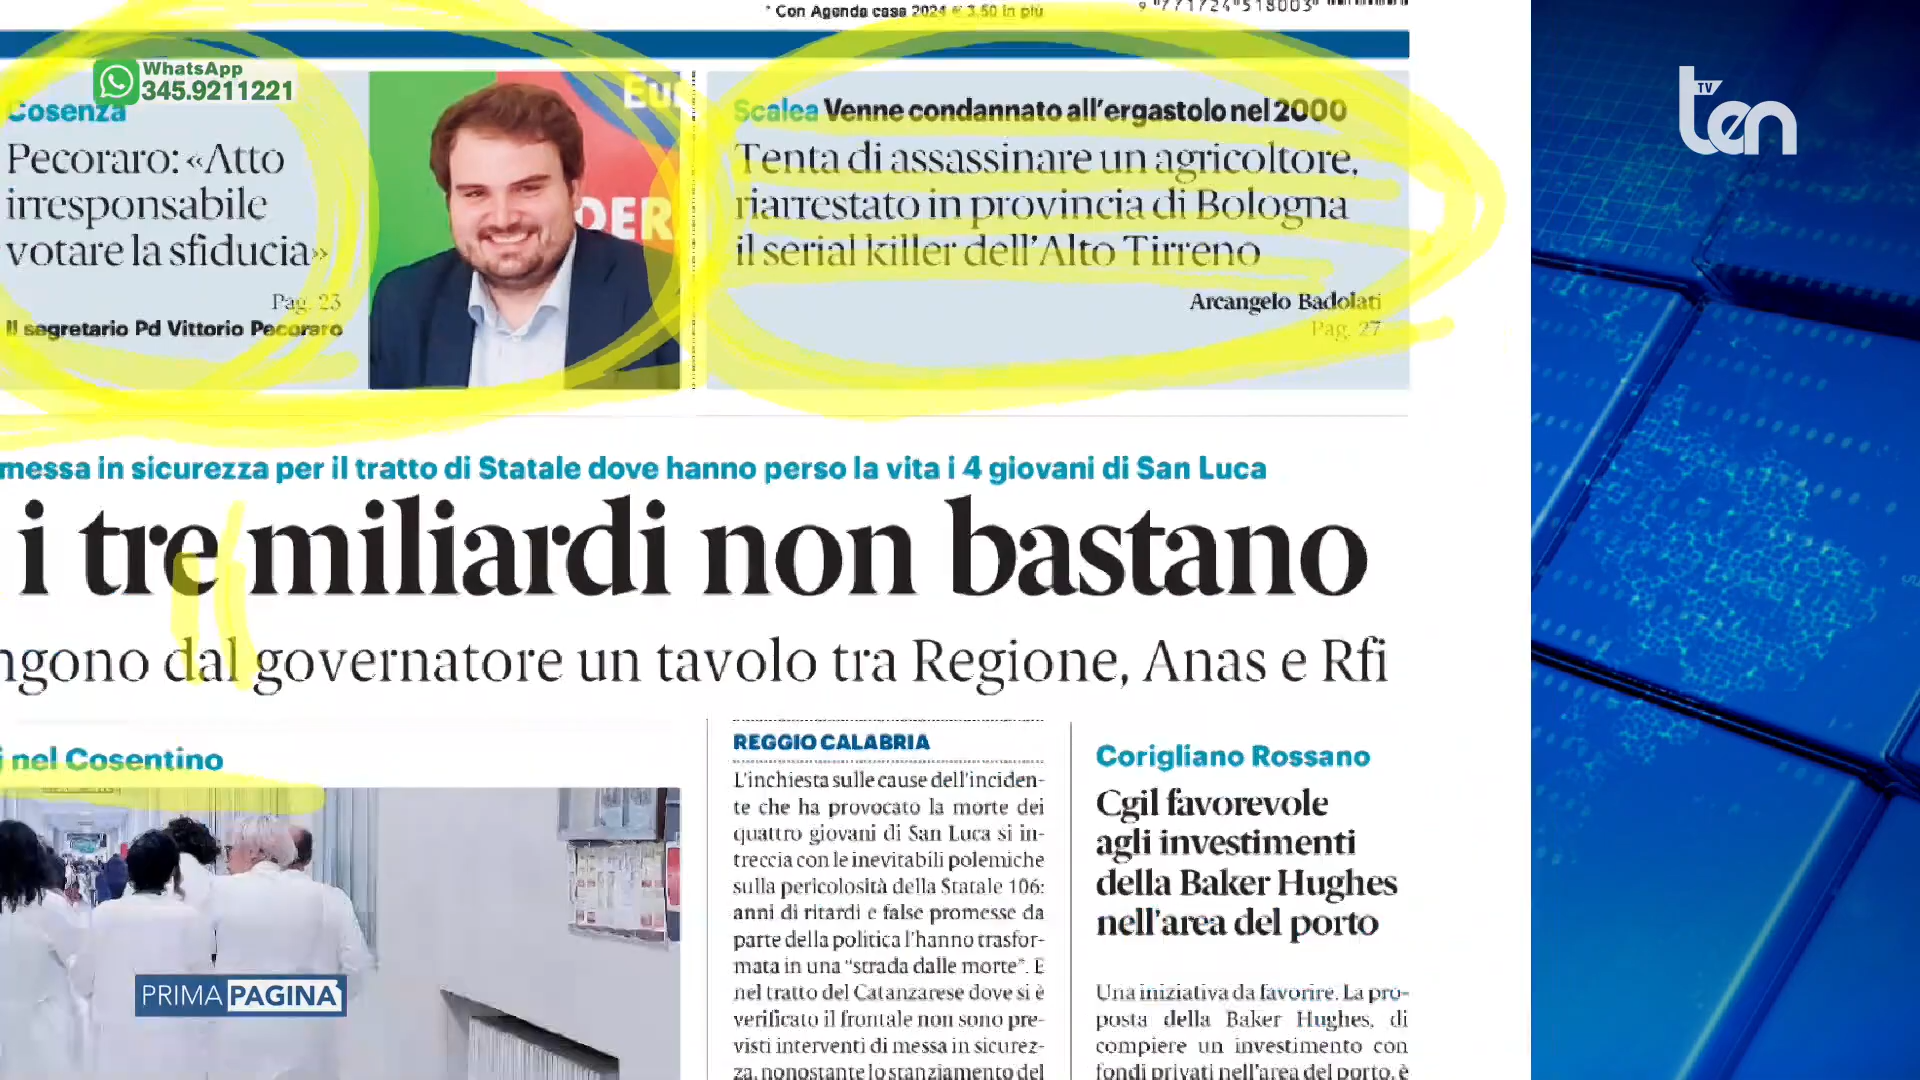 * Con Agenda casa 2024 € 3,50 in più
9 771724 518003
WhatsApp
345.9211221
Cosenza
Pecoraro: «Atto
irresponsabile
votare la sfiducia»
Pag. 23
Il segretario Pd Vittorio Pecoraro
Eur
DER
Scalea Venne condannato all'ergastolo nel 2000
Tenta di assassinare un agricoltore,
riarrestato in provincia di Bologna
il serial killer dell'Alto Tirreno
Arcangelo Badolati
Pag. 27
TV
ten
messa in sicurezza per il tratto di Statale dove hanno perso la vita i 4 giovani di San Luca
i tre miliardi non bastano
ngono dal governatore un tavolo tra Regione, Anas e Rfi
i nel Cosentino
REGGIO CALABRIA
L'inchiesta sulle cause dell'inciden-
te che ha provocato la morte dei
quattro giovani di San Luca si in-
treccia con le inevitabili polemiche
sulla pericolosità della Statale 106:
anni di ritardi e false promesse da
parte della politica l'hanno trasfor-
mata in una “strada dalle morte”. E
nel tratto del Catanzarese dove si è
verificato il frontale non sono pre-
visti interventi di messa in sicurez-
za, nonostante lo stanziamento del
Corigliano Rossano
Cgil favorevole
agli investimenti
della Baker Hughes
nell'area del porto
Una iniziativa da favorire. La pro-
posta della Baker Hughes, di
compiere un investimento con
fondi privati nell'area del porto, è
PRIMA PAGINA